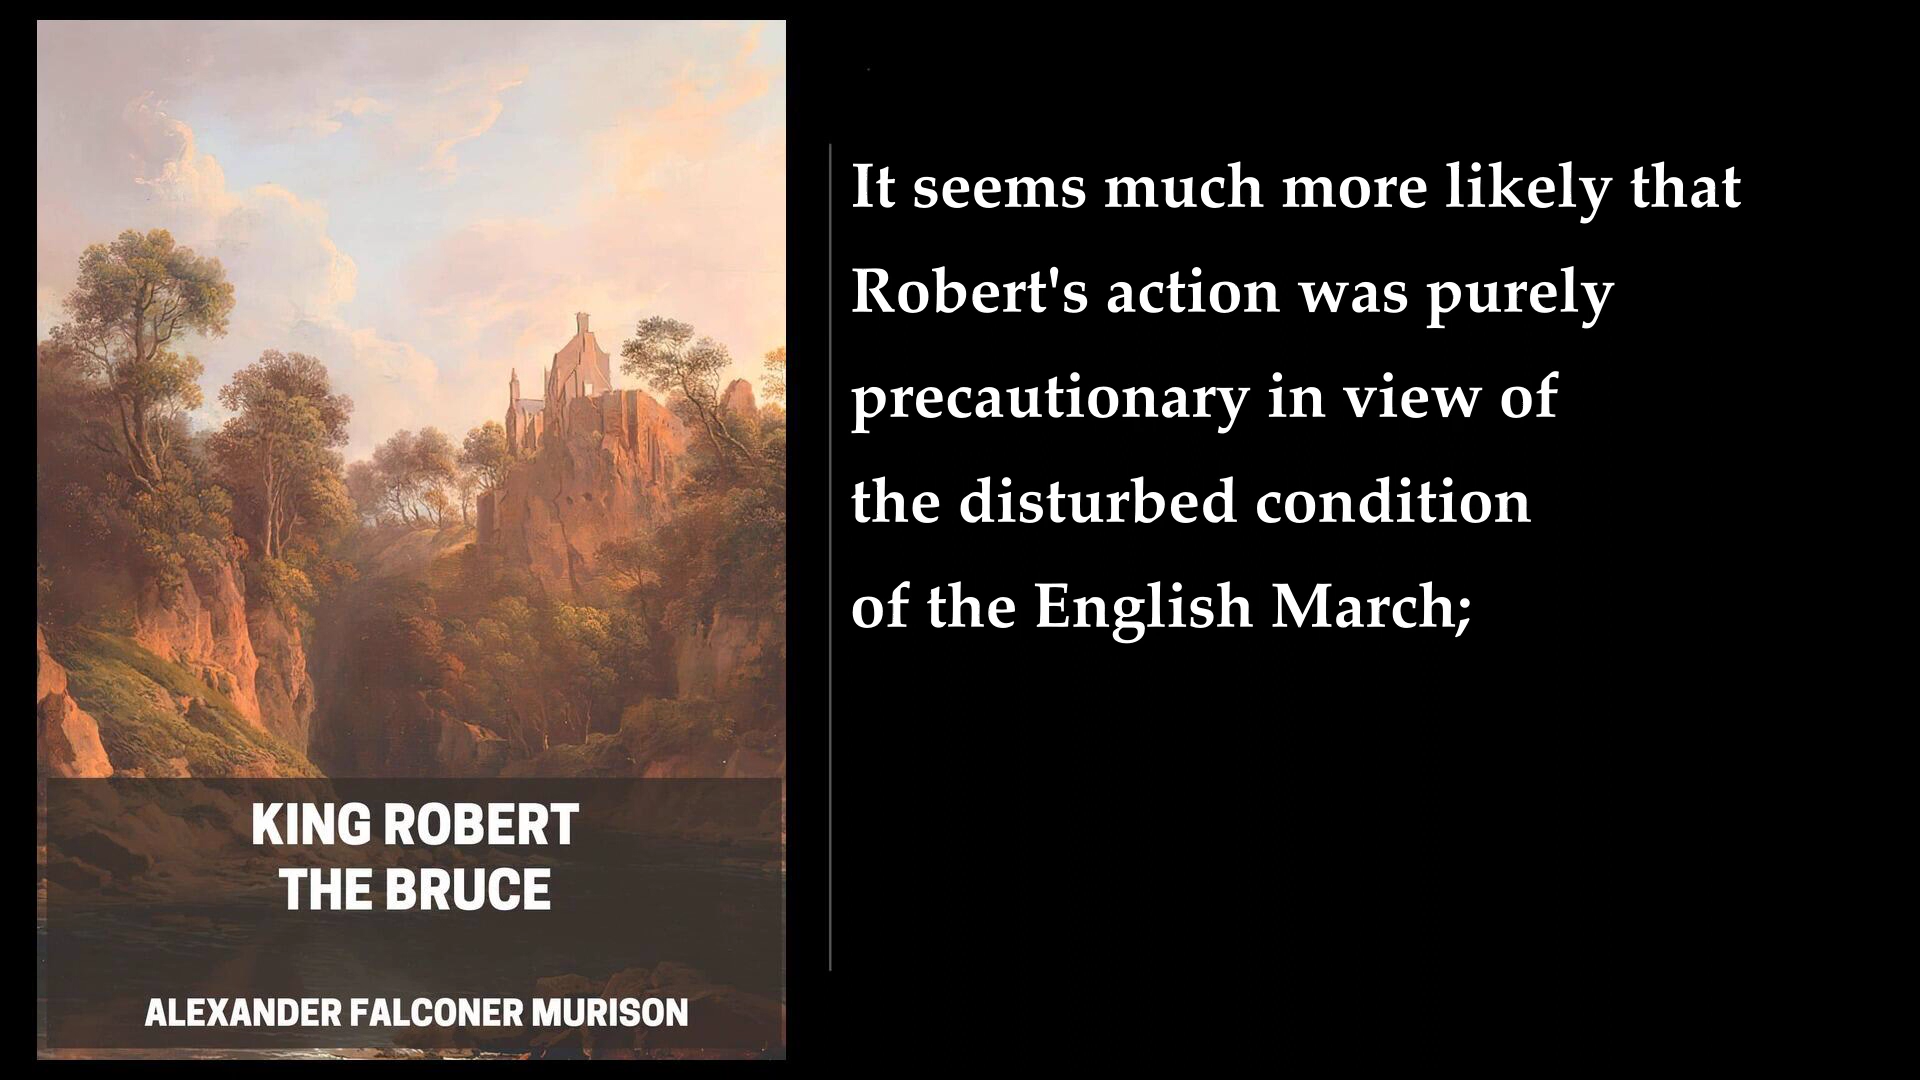 It seems much more likely that
Robert's action was purely
precautionary in view of
the disturbed condition
of the English March;
KING ROBERT
THE BRUCE
ALEXANDER FALCONER MURISON